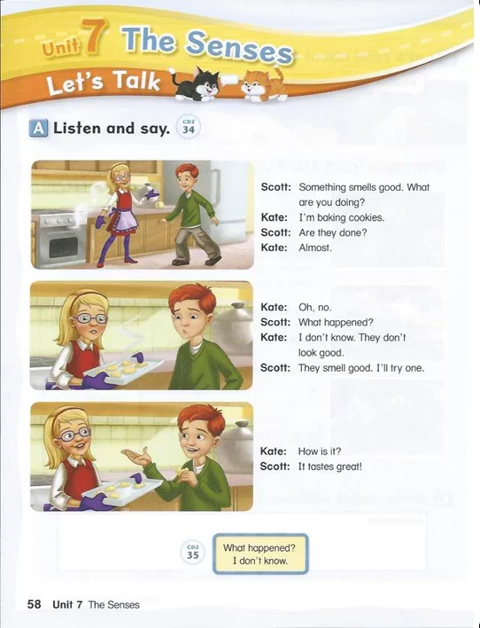 Unit 7 The Senses
Let's Talk
A Listen and say. CD2 34
Scott: Something smells good. What
are you doing?
Kate: I'm baking cookies.
Scott: Are they done?
Kate: Almost.
Kate: Oh, no.
Scott: What happened?
Kate: I don't know. They don't
look good.
Scott: They smell good. I'll try one.
Kate: How is it?
Scott: It tastes great!
CD2
35
What happened?
I don't know.
58 Unit 7 The Senses